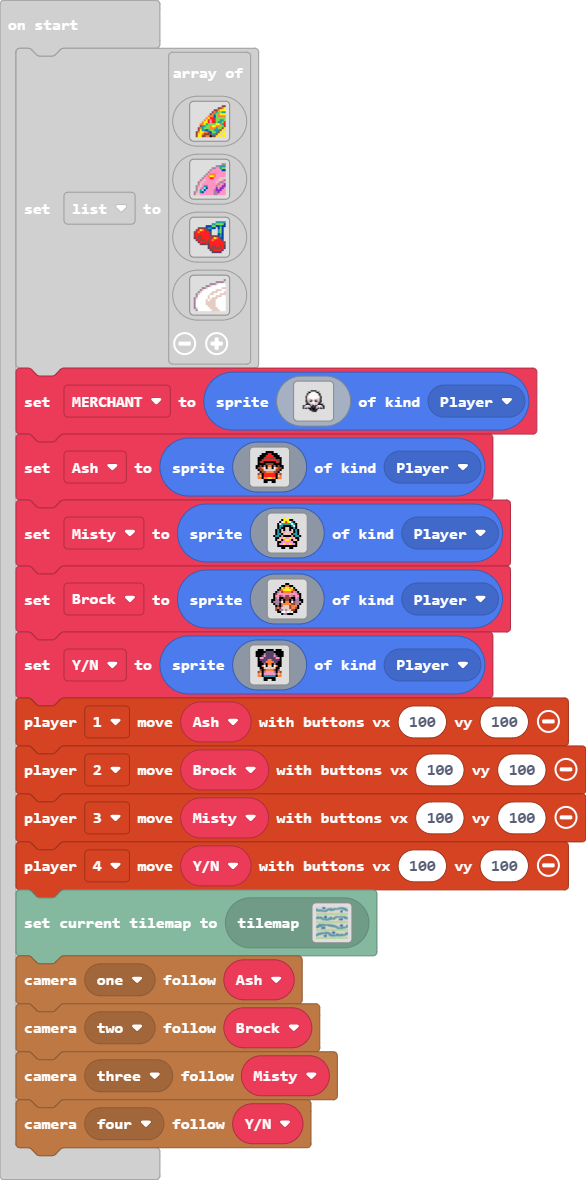 on start
array of
set list to
set MERCHANT to sprite of kind Player
set Ash to sprite of kind Player
set Misty to sprite of kind Player
set Brock to sprite of kind Player
set Y/N to sprite of kind Player
player 1 move Ash with buttons vx 100 vy 100
player 2 move Brock with buttons vx 100 vy 100
player 3 move Misty with buttons vx 100 vy 100
player 4 move Y/N with buttons vx 100 vy 100
set current tilemap to tilemap
camera one follow Ash
camera two follow Brock
camera three follow Misty
camera four follow Y/N